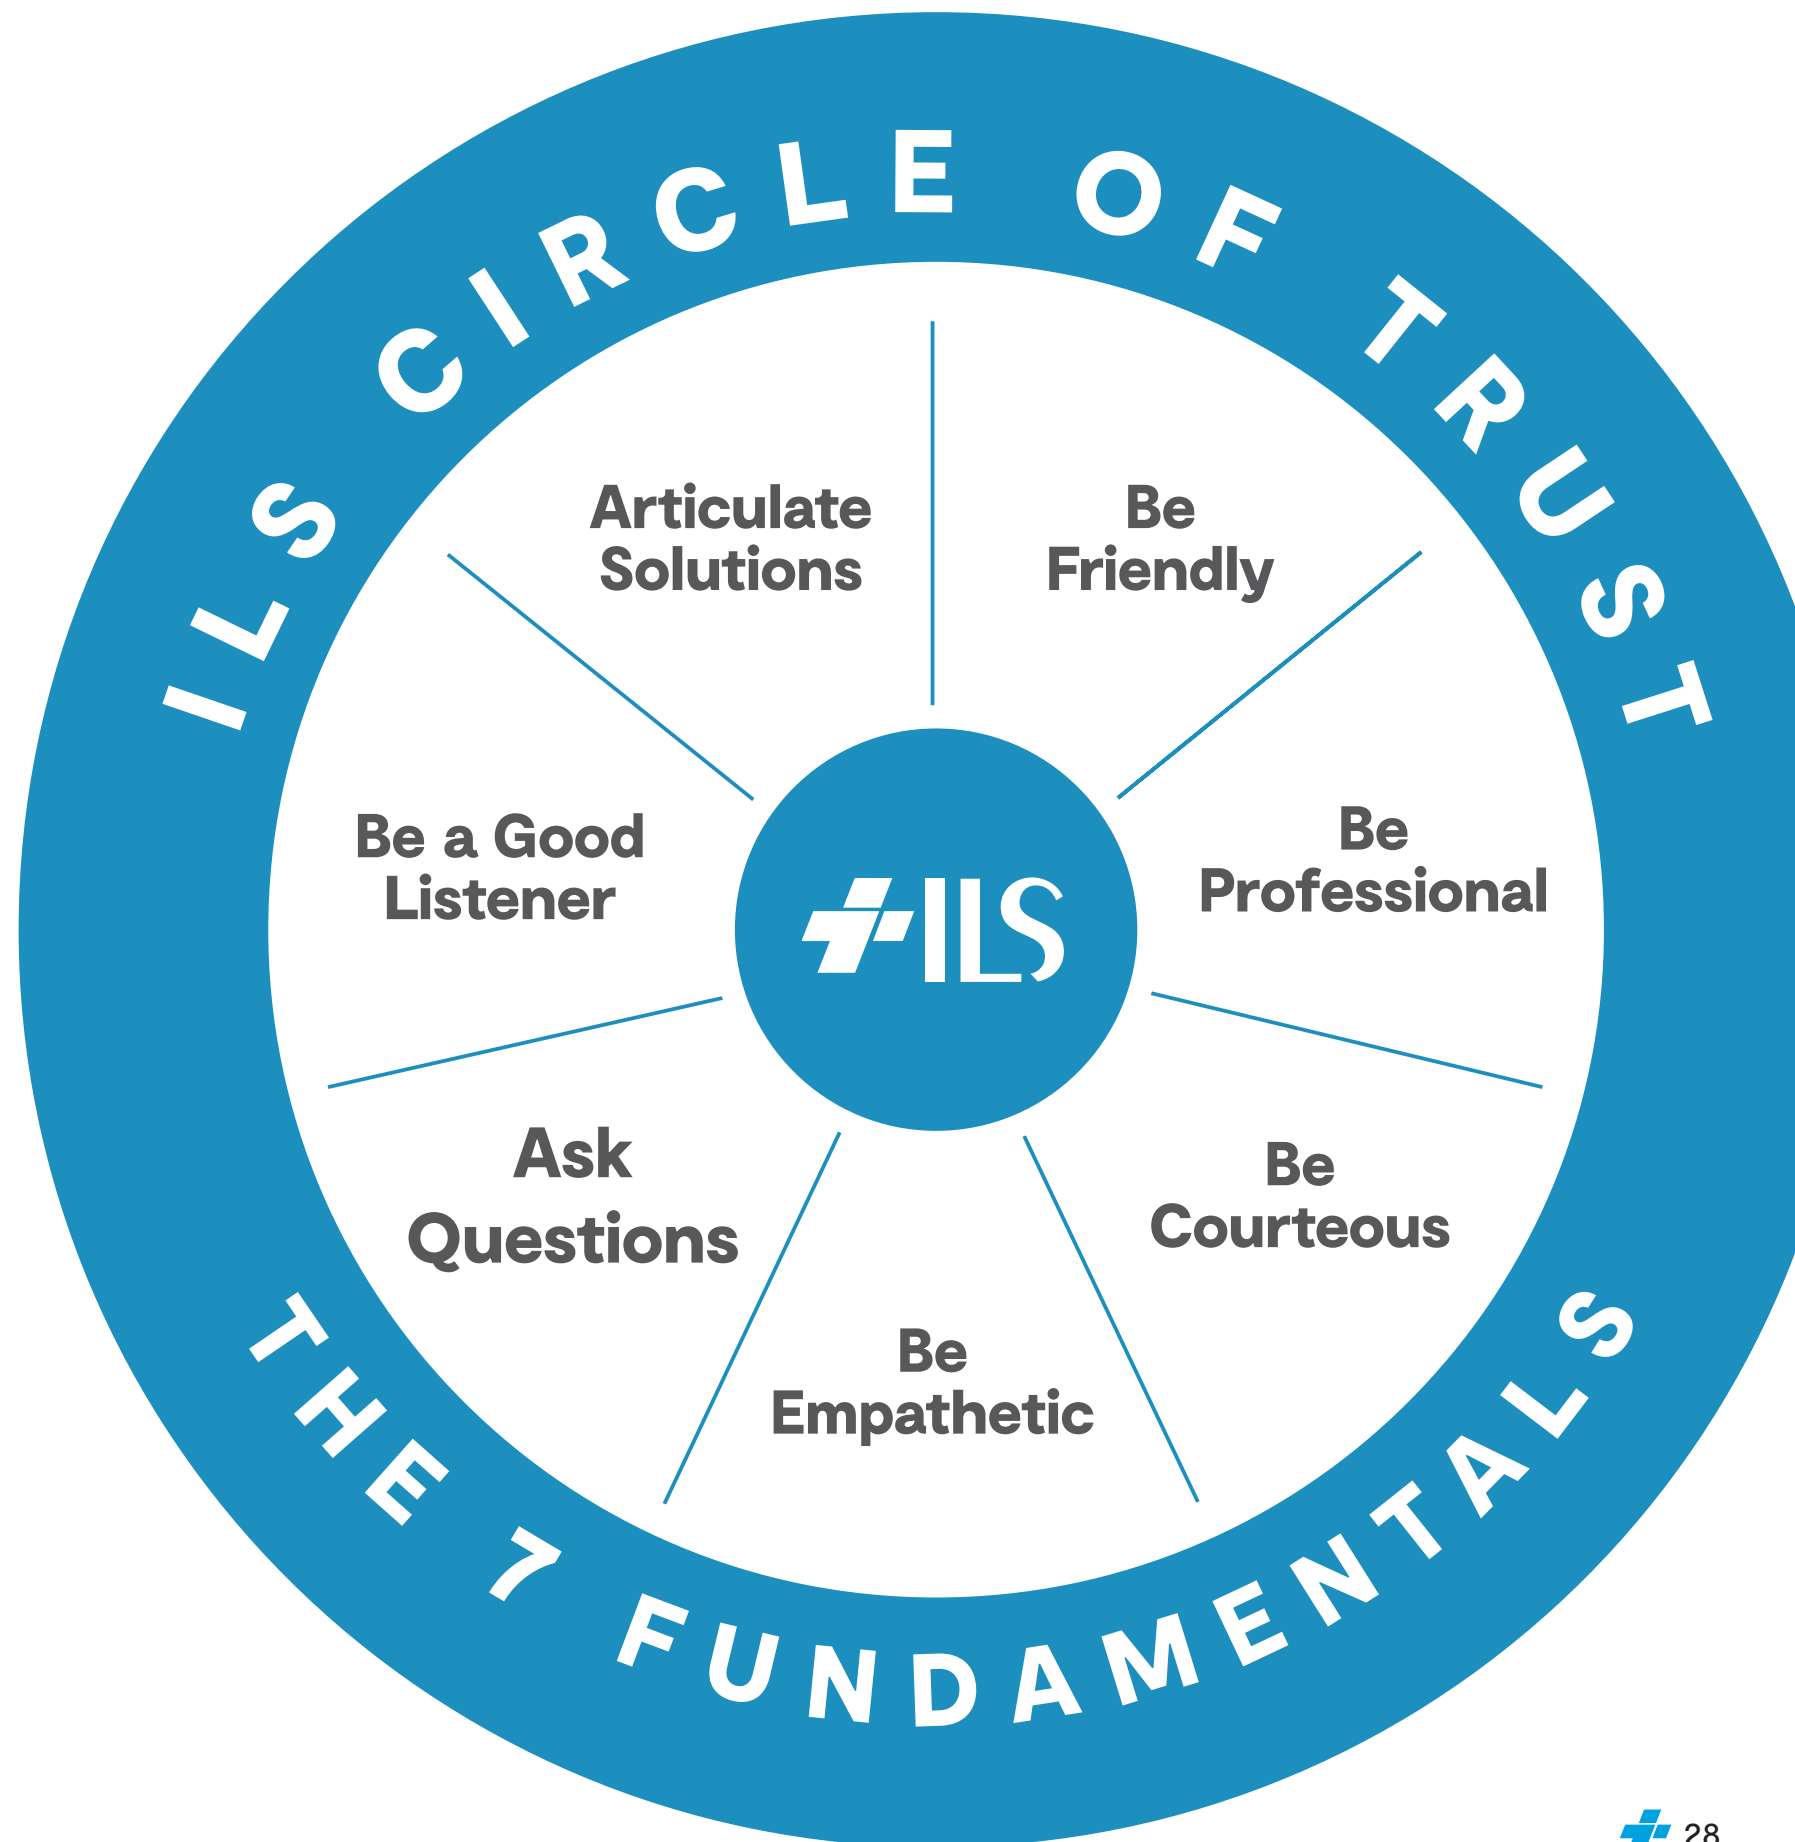 ILS CIRCLE OF TRUST
Articulate
Solutions
Be
Friendly
Be a Good
Listener
Be
Professional
ILS
Ask
Questions
Be
Courteous
Be
Empathetic
THE 7 FUNDAMENTALS
28